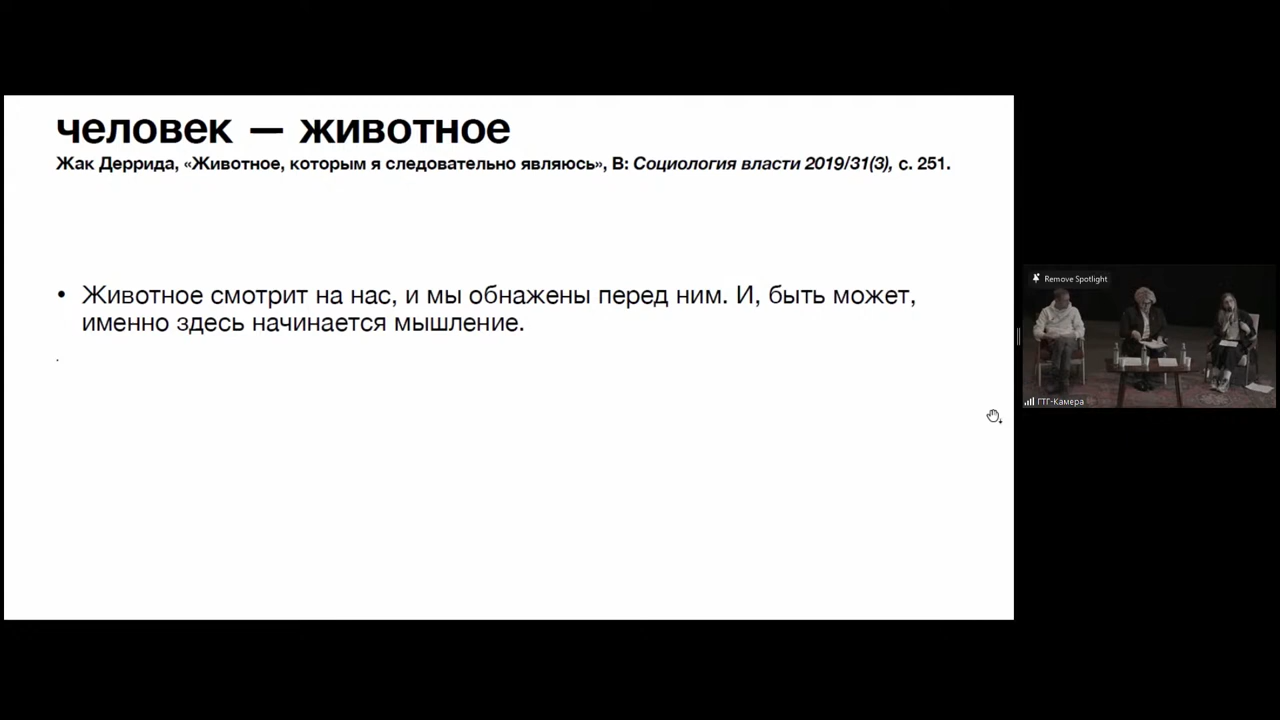 человек — животное
Жак Деррида, «Животное, которым я следовательно являюсь», В: Социология власти 2019/31(3), с. 251.
• Животное смотрит на нас, и мы обнажены перед ним. И, быть может,
именно здесь начинается мышление.
.
Remove Spotlight
ГТГ-Камера